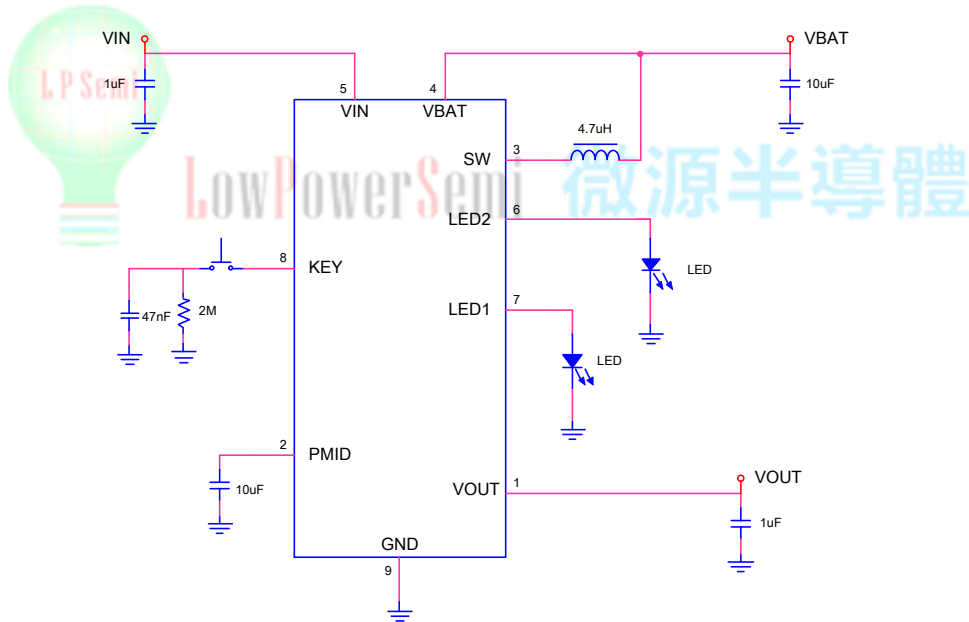 VIN
VBAT
1uF
L P Semi
5
4
10uF
VIN
VBAT
4.7uH
SW
3
LowPowerSemi 微源半導體
LED2
6
8
KEY
LED
47nF
2M
LED1
7
LED
2
PMID
10uF
VOUT
1
VOUT
1uF
GND
9